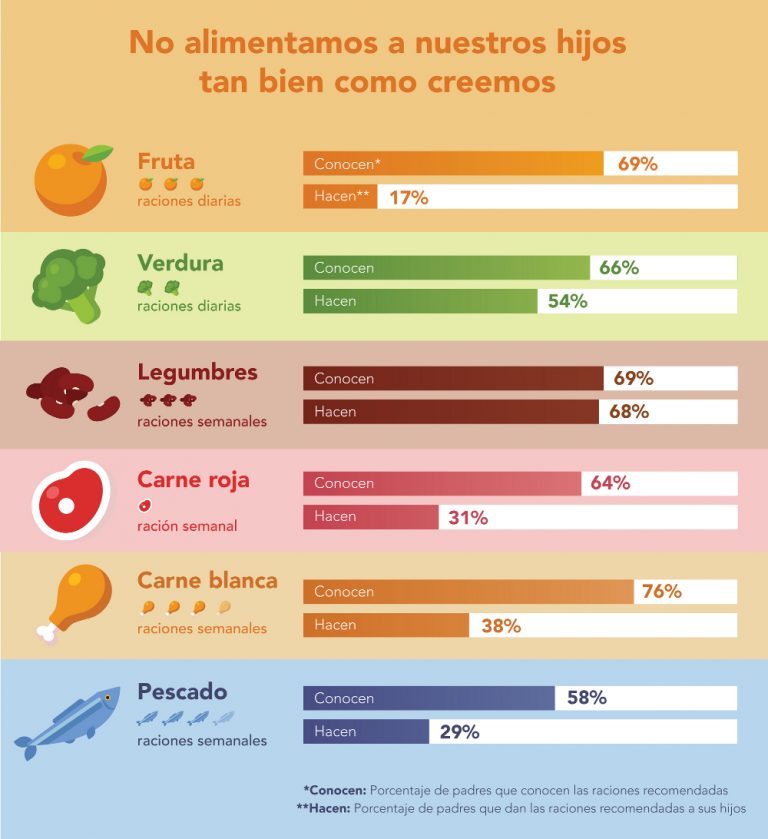 No alimentamos a nuestros hijos
tan bien como creemos
Fruta
raciones diarias
Conocen* 69%
Hacen** 17%
Verdura
raciones diarias
Conocen 66%
Hacen 54%
Legumbres
raciones semanales
Conocen 69%
Hacen 68%
Carne roja
ración semanal
Conocen 64%
Hacen 31%
Carne blanca
raciones semanales
Conocen 76%
Hacen 38%
Pescado
raciones semanales
Conocen 58%
Hacen 29%
*Conocen: Porcentaje de padres que conocen las raciones recomendadas
**Hacen: Porcentaje de padres que dan las raciones recomendadas a sus hijos